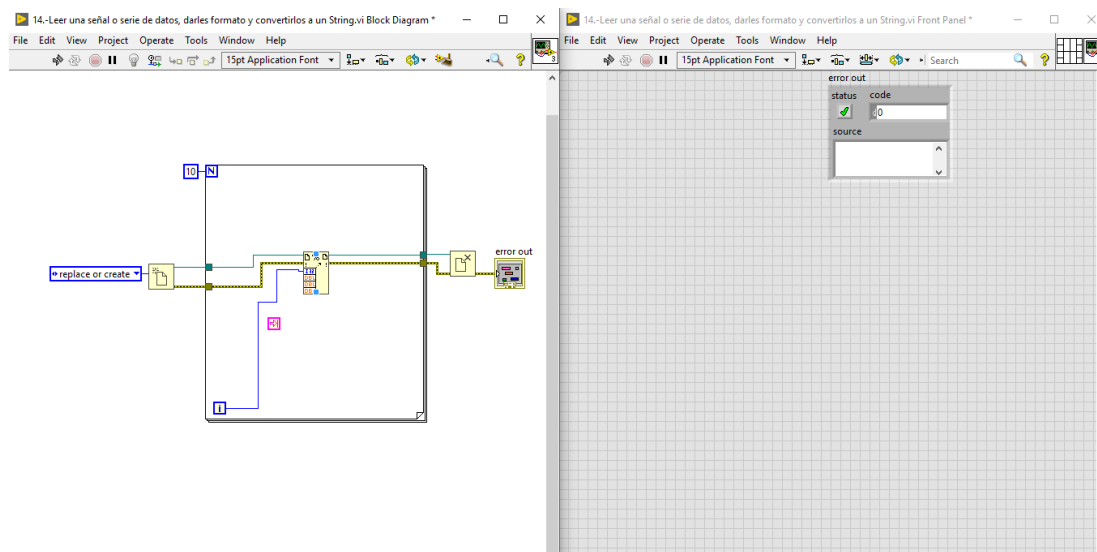 14.-Leer una señal o serie de datos, darles formato y convertirlos a un String.vi Block Diagram *
File Edit View Project Operate Tools Window Help
15pt Application Font
3
10 N
replace or create
error out
i
14.-Leer una señal o serie de datos, darles formato y convertirlos a un String.vi Front Panel *
File Edit View Project Operate Tools Window Help
15pt Application Font
Search
error out
status code
0
source